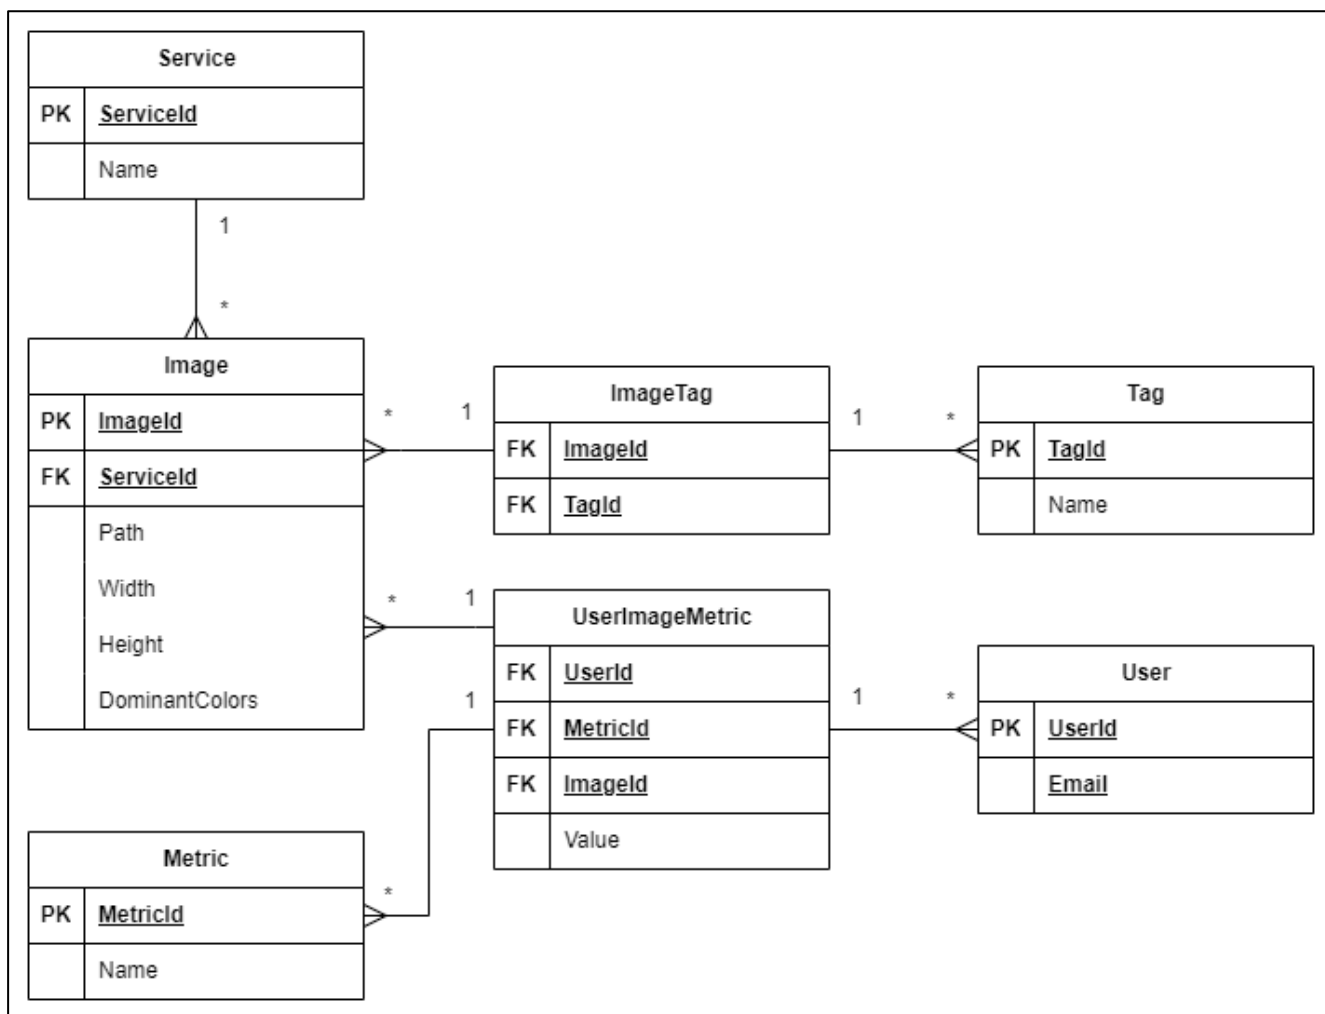 Service
PK ServiceId
Name
1
*
Image
PK ImageId
FK ServiceId
Path
Width
Height
DominantColors
* 1
ImageTag
FK ImageId
FK TagId
1 *
Tag
PK TagId
Name
* 1
UserImageMetric
FK UserId
FK MetricId
FK ImageId
Value
1 *
User
PK UserId
Email
1
*
Metric
PK MetricId
Name